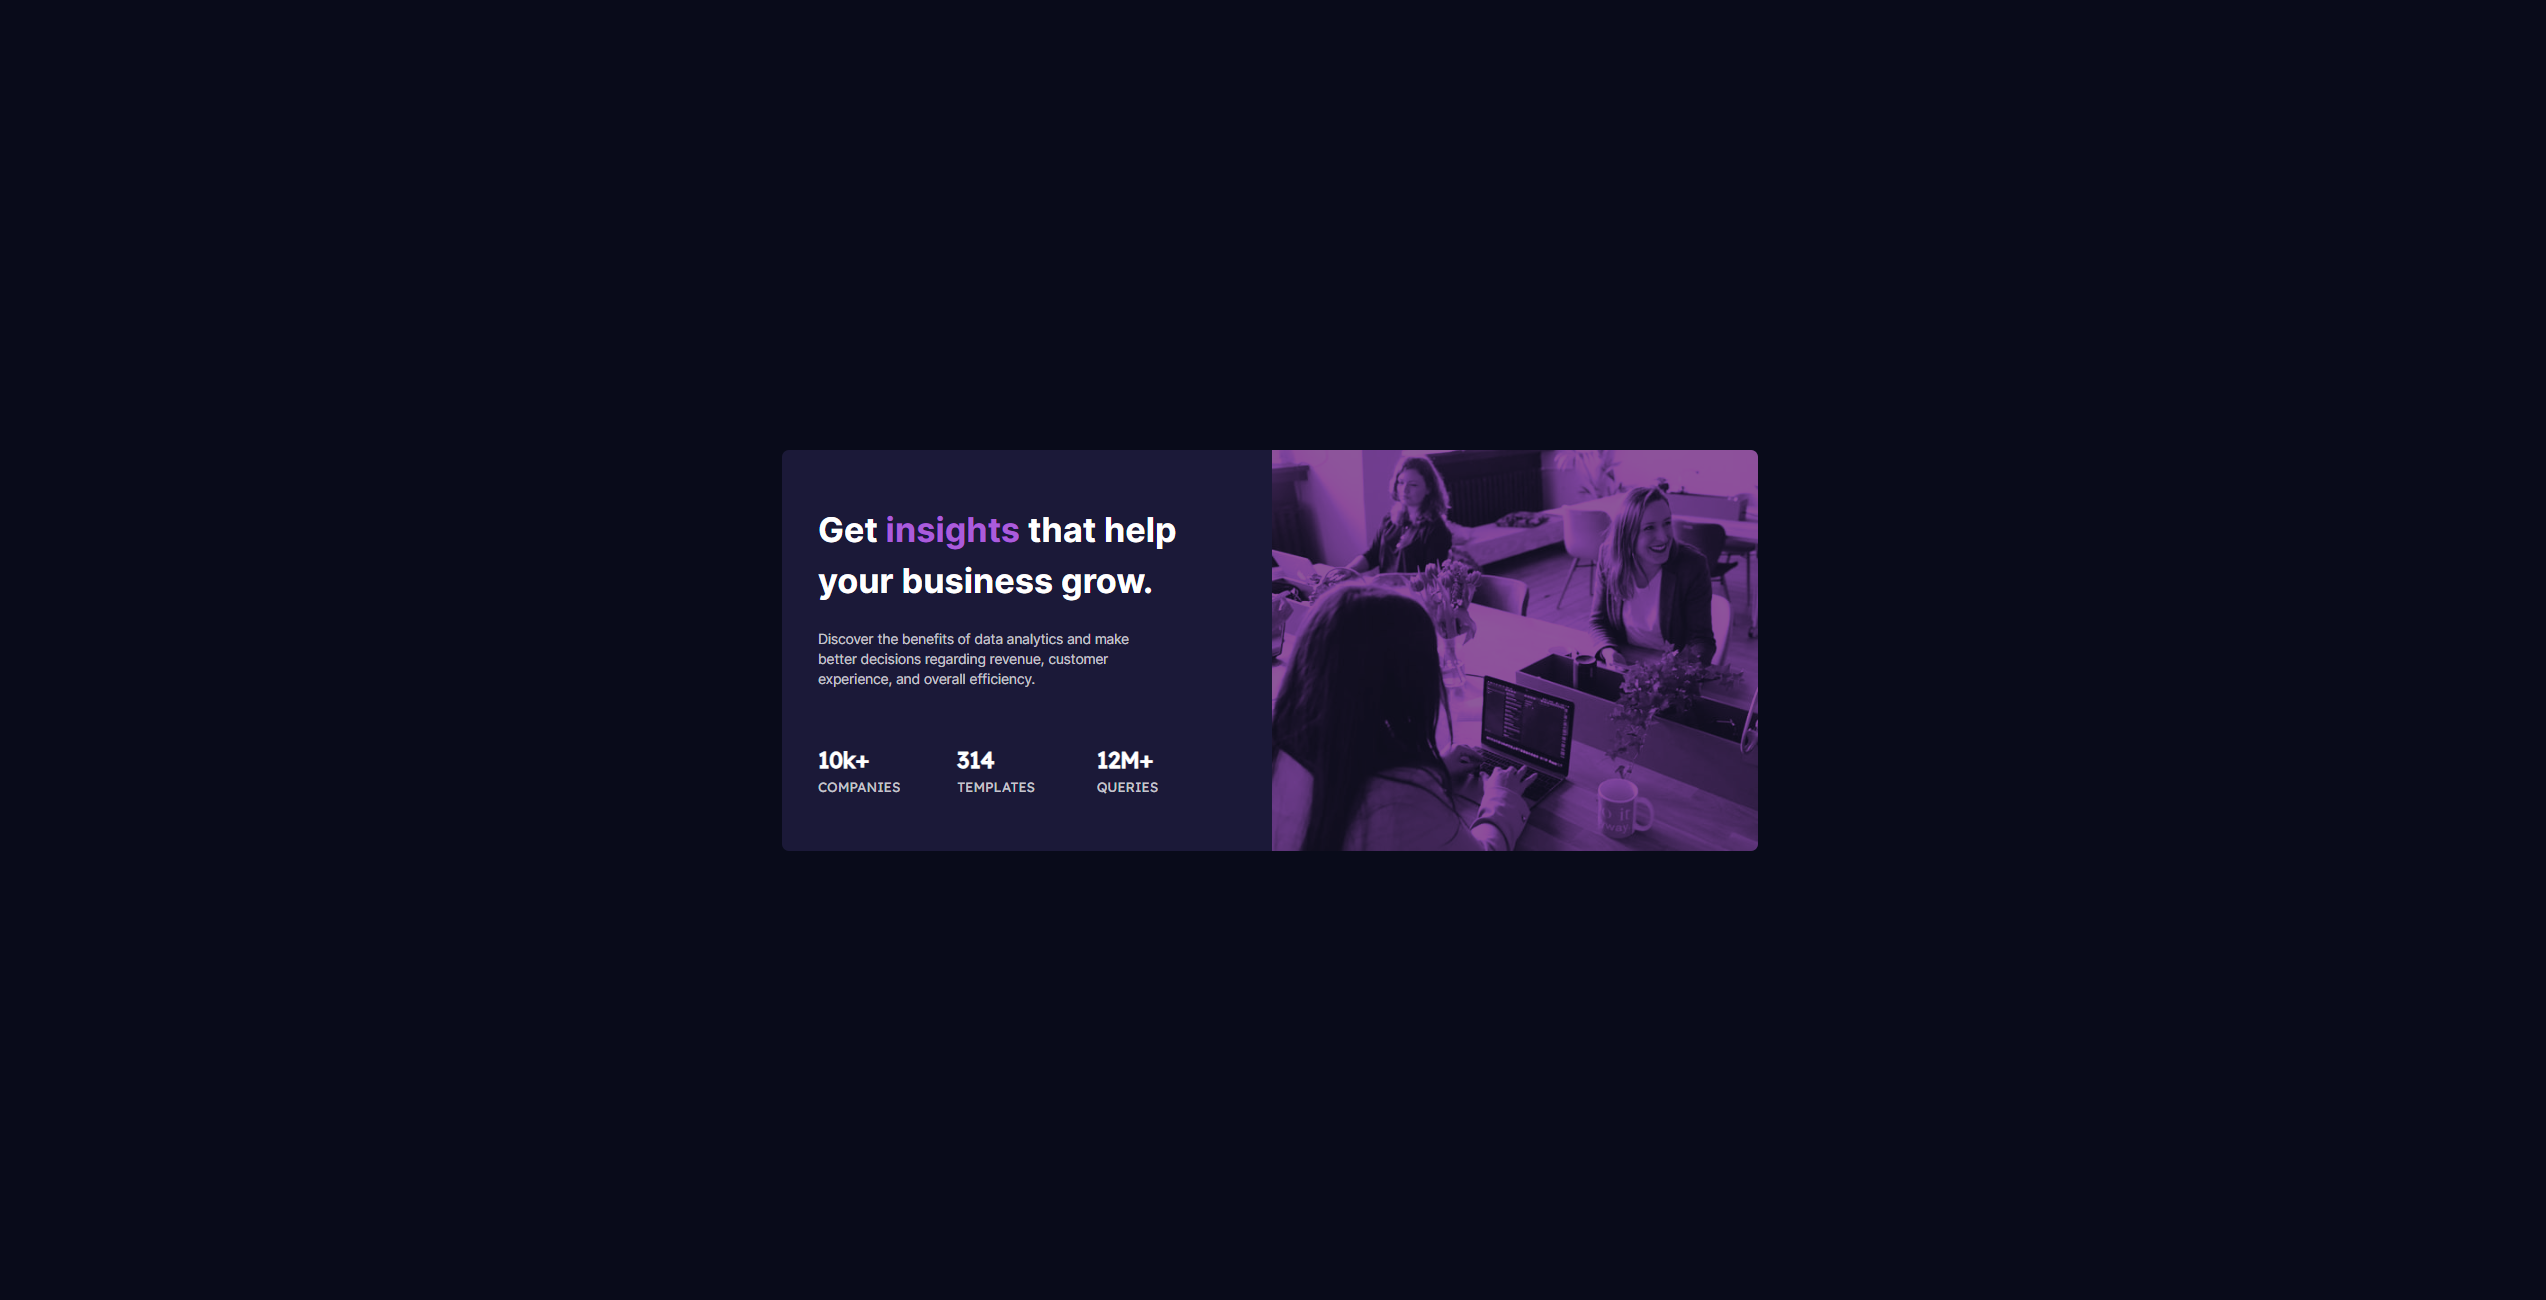 Get insights that help
your business grow.
Discover the benefits of data analytics and make
better decisions regarding revenue, customer
experience, and overall efficiency.
10k+ 314 12M+
COMPANIES TEMPLATES QUERIES